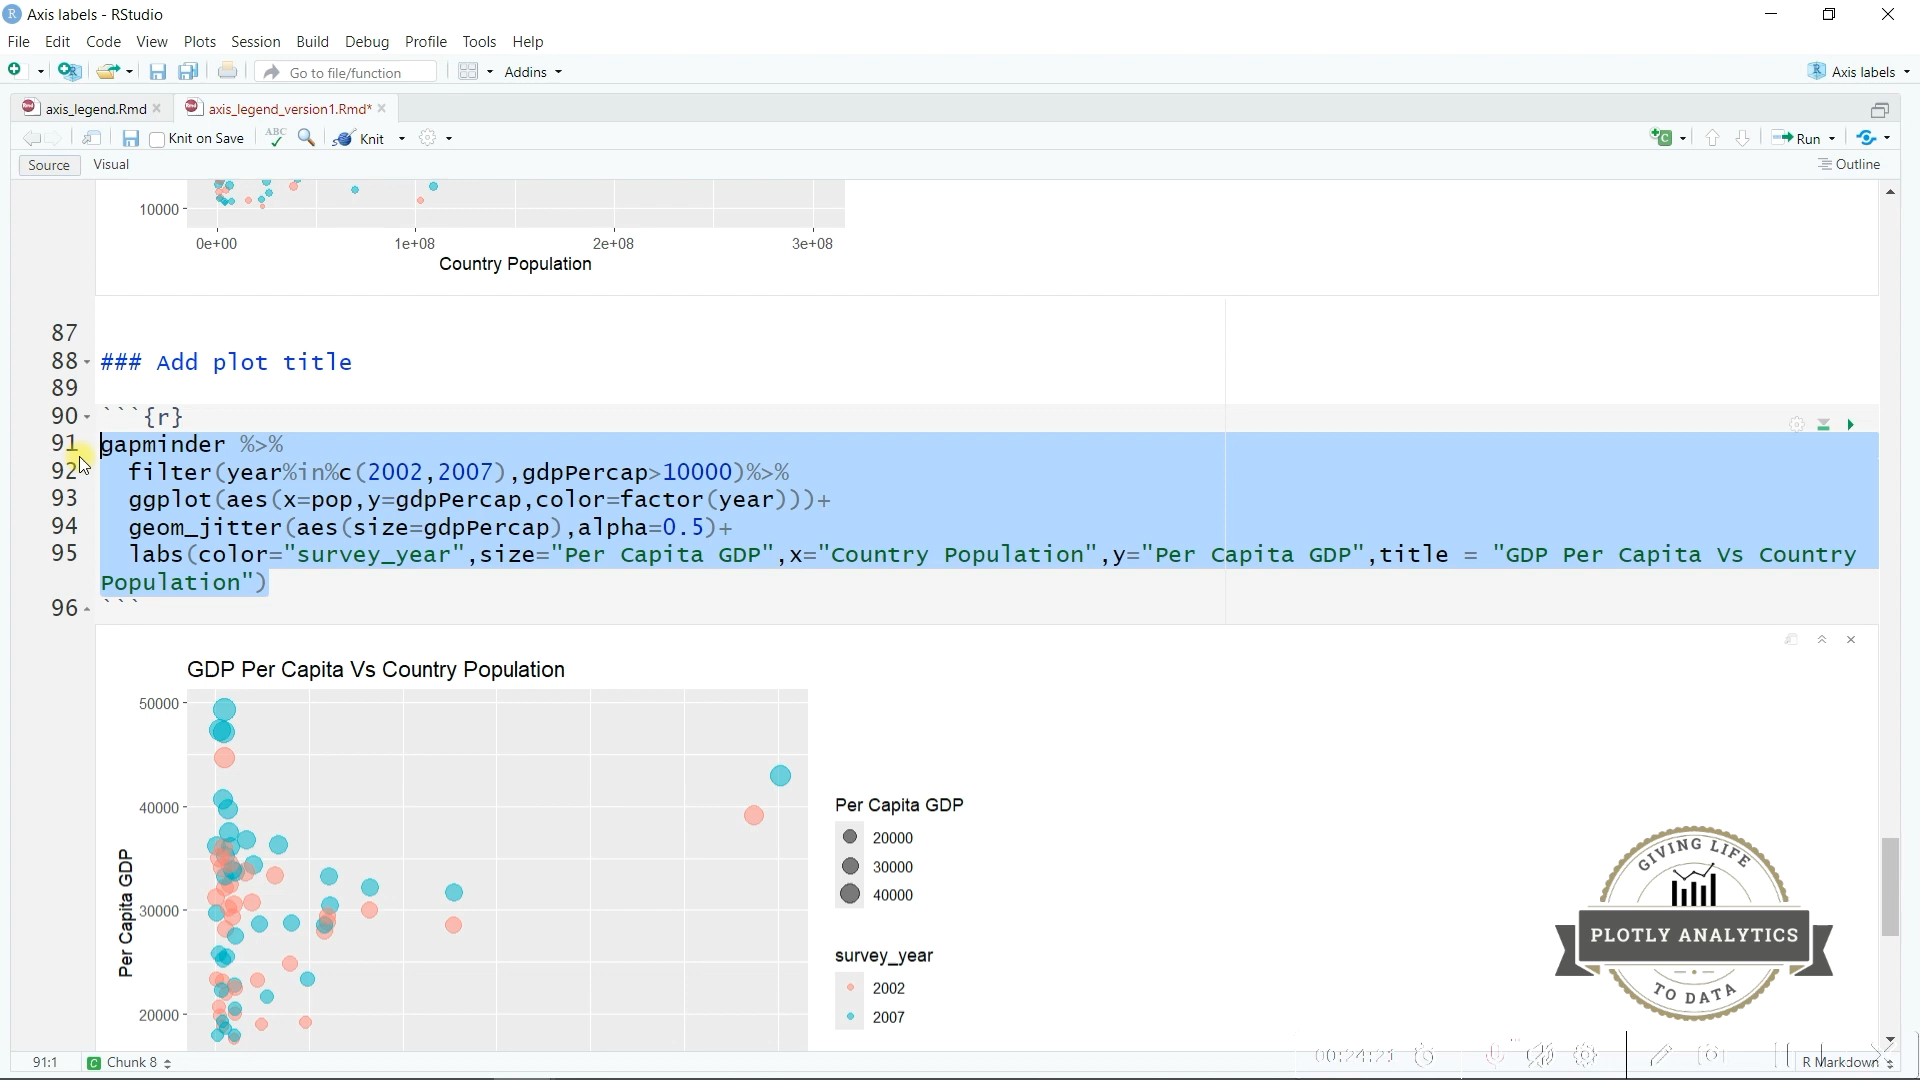 Axis labels - RStudio
File Edit Code View Plots Session Build Debug Profile Tools Help
Go to file/function Addins Axis labels
axis_legend.Rmd axis_legend_version1.Rmd*
Knit on Save ABC Knit Run
Source Visual Outline
10000
0e+00 1e+08 2e+08 3e+08
Country Population
87
88 ### Add plot title
89
90 ```{r}
91 gapminder %>%
92 filter(year%in%c(2002,2007),gdpPercap>10000)%>%
93 ggplot(aes(x=pop,y=gdpPercap,color=factor(year)))+
94 geom_jitter(aes(size=gdpPercap),alpha=0.5)+
95 labs(color="survey_year",size="Per Capita GDP",x="Country Population",y="Per Capita GDP",title = "GDP Per Capita Vs Country
Population")
96 ```
GDP Per Capita Vs Country Population
50000
40000
30000
20000
Per Capita GDP
Per Capita GDP
20000
30000
40000
survey_year
2002
2007
GIVING LIFE
PLOTLY ANALYTICS
TO DATA
00:24:21
91:1 Chunk 8 R Markdown